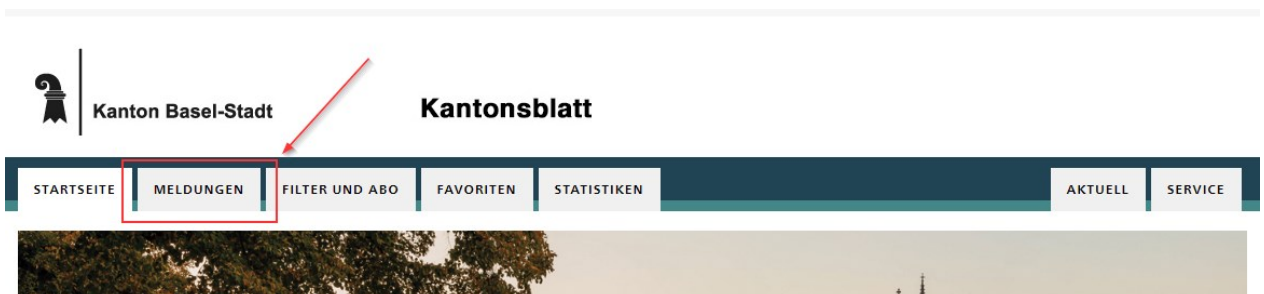 Kanton Basel-Stadt
Kantonsblatt
STARTSEITE MELDUNGEN FILTER UND ABO FAVORITEN STATISTIKEN AKTUELL SERVICE